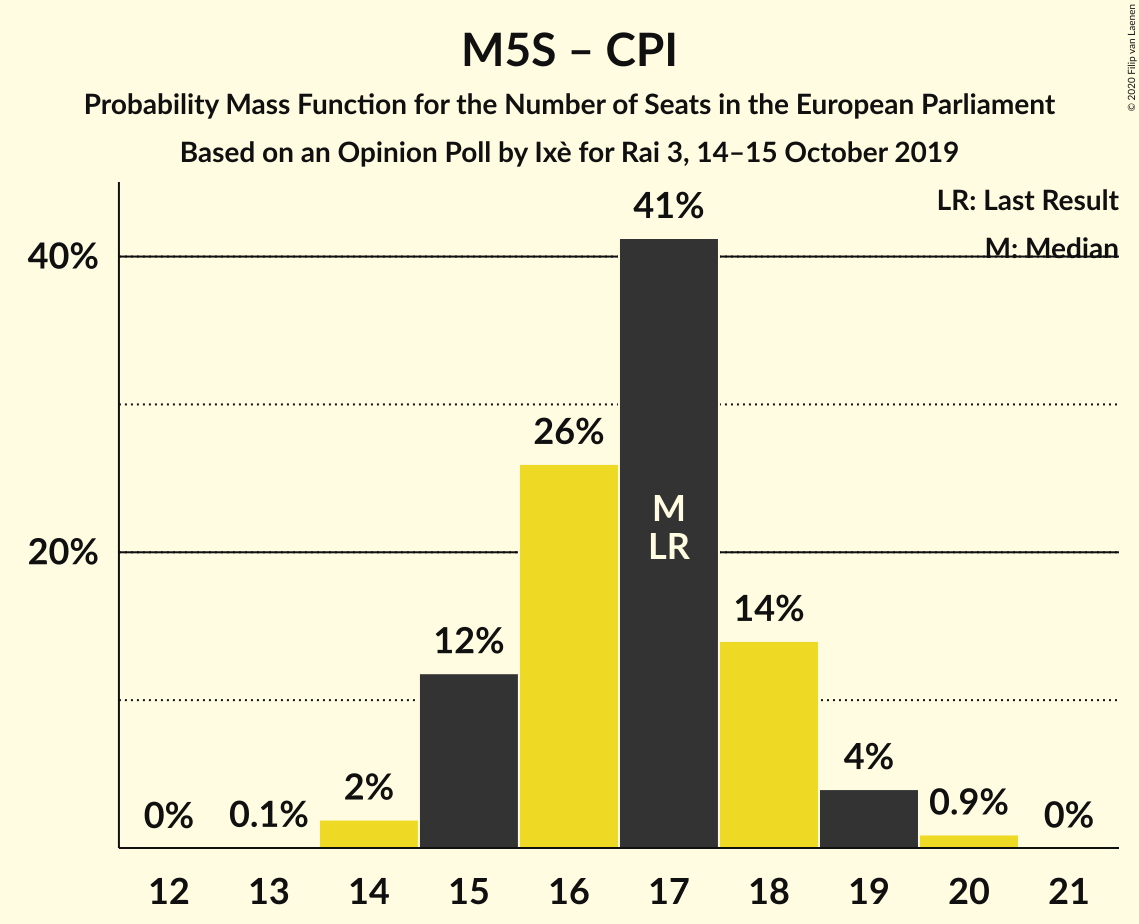 M5S – CPI
Probability Mass Function for the Number of Seats in the European Parliament
Based on an Opinion Poll by Ixè for Rai 3, 14–15 October 2019
© 2020 Filip van Laenen
LR: Last Result
M: Median
40%
20%
0%
0.1%
2%
12%
26%
41%
M
LR
14%
4%
0.9%
0%
12 13 14 15 16 17 18 19 20 21